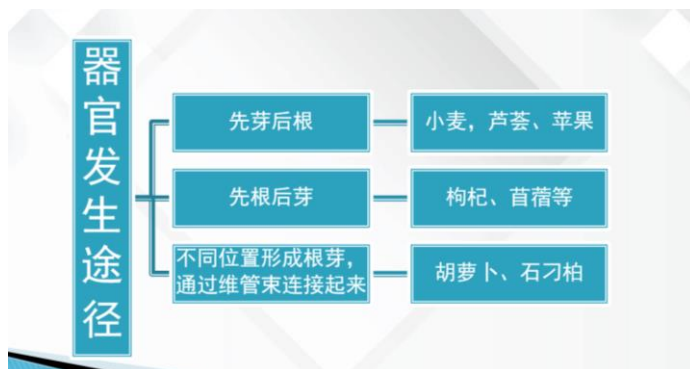 器官发生途径
先芽后根
小麦，芦荟、苹果
先根后芽
枸杞、苜蓿等
不同位置形成根芽，
通过维管束连接起来
胡萝卜、石刁柏